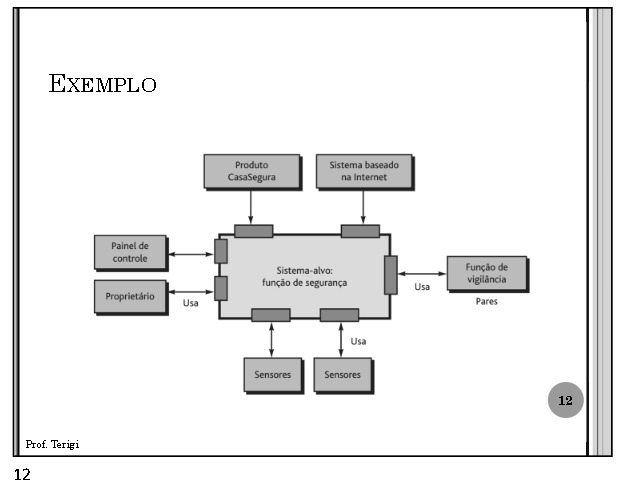 EXEMPLO
Produto
CasaSegura
Sistema baseado
na Internet
Painel de
controle
Proprietário
Usa
Sistema-alvo:
função de segurança
Usa
Função de
vigilância
Pares
Usa
Sensores
Sensores
12
Prof. Terigi
12